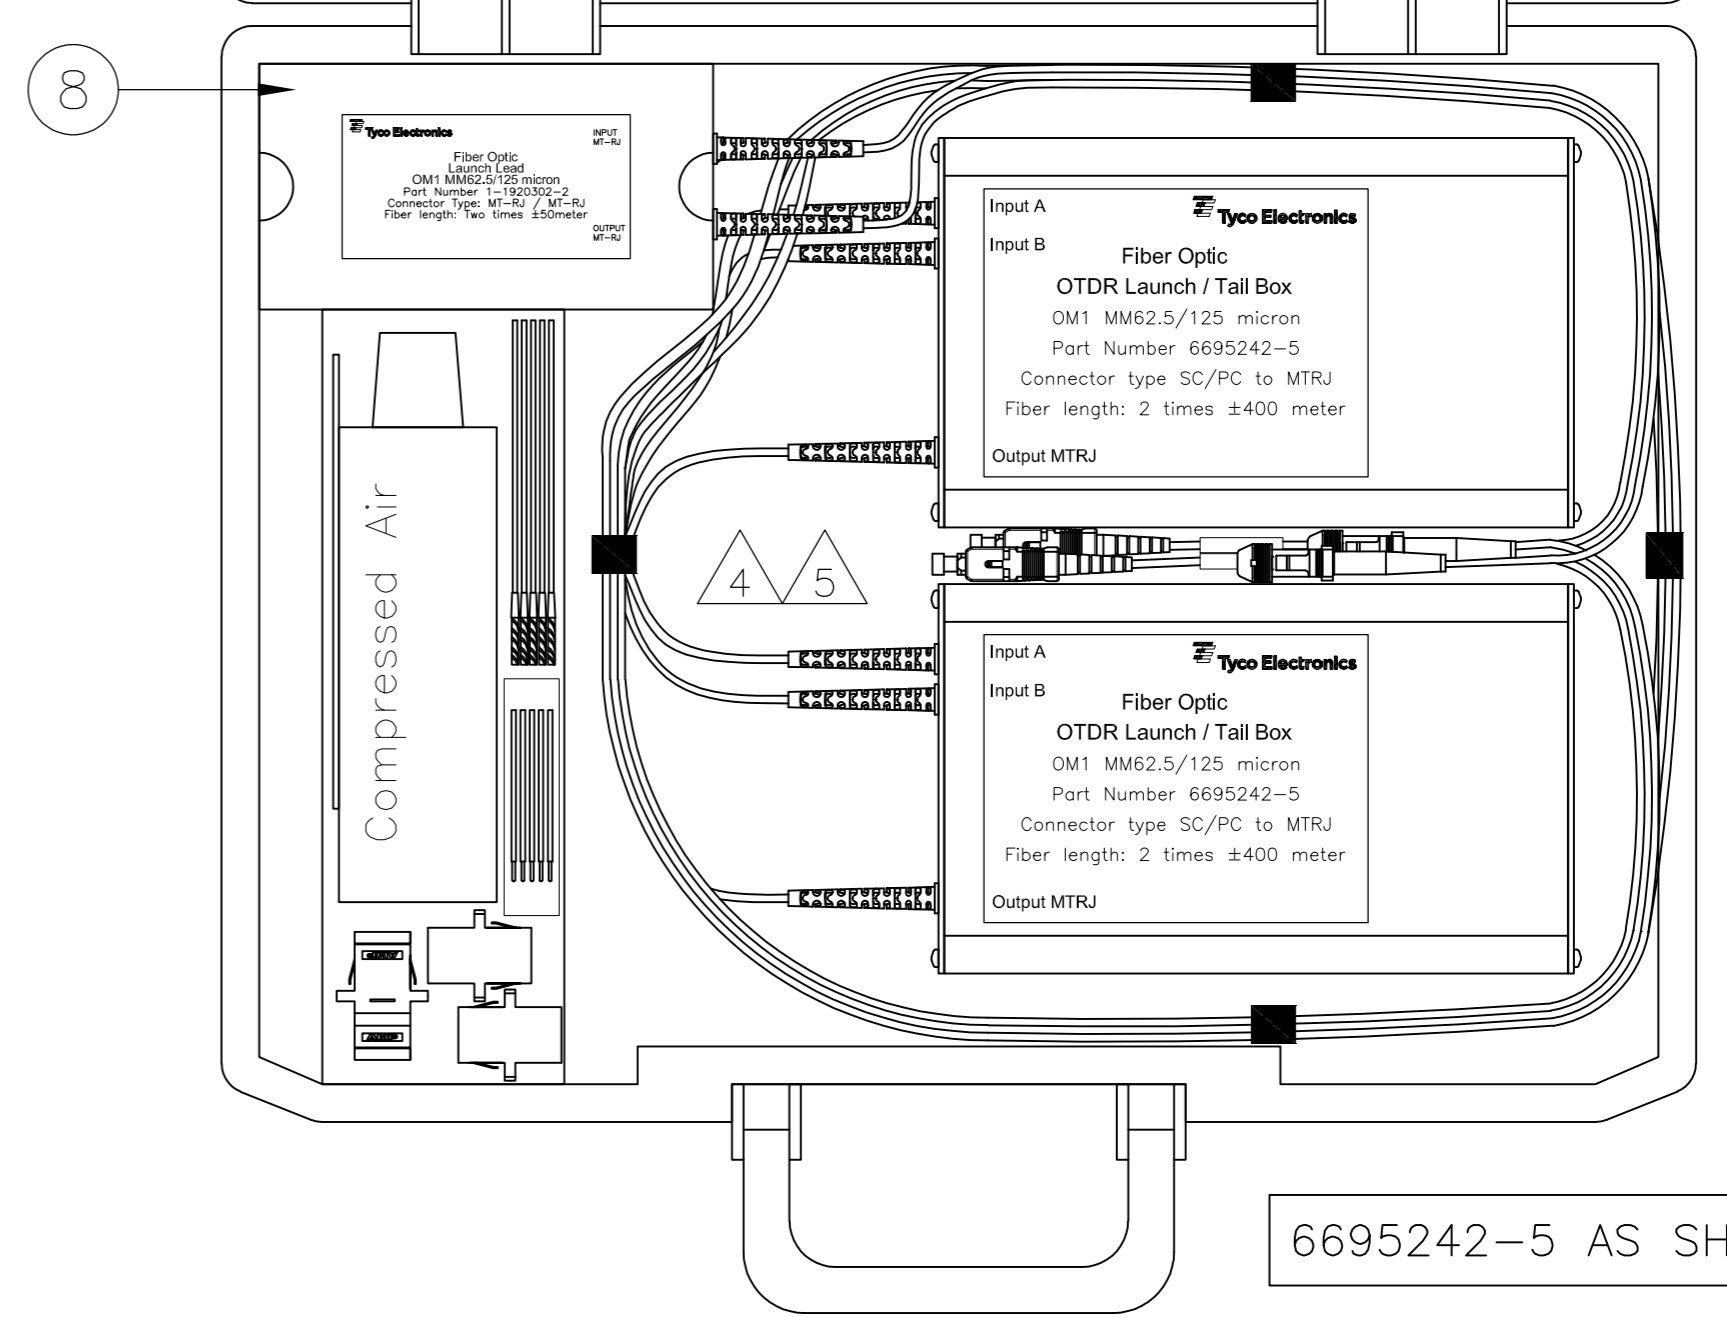 8
Tyco Electronics
INPUT
MT-RJ
Fiber Optic
Launch Lead
OM1 MM62.5/125 micron
Part Number 1-1920302-2
Connector Type: MT-RJ / MT-RJ
Fiber length: Two times ±50meter
OUTPUT
MT-RJ
Input A
Tyco Electronics
Input B
Fiber Optic
OTDR Launch / Tail Box
OM1 MM62.5/125 micron
Part Number 6695242-5
Connector type SC/PC to MTRJ
Fiber length: 2 times ±400 meter
Output MTRJ
Compressed Air
4 5
Input A
Tyco Electronics
Input B
Fiber Optic
OTDR Launch / Tail Box
OM1 MM62.5/125 micron
Part Number 6695242-5
Connector type SC/PC to MTRJ
Fiber length: 2 times ±400 meter
Output MTRJ
6695242-5 AS SH